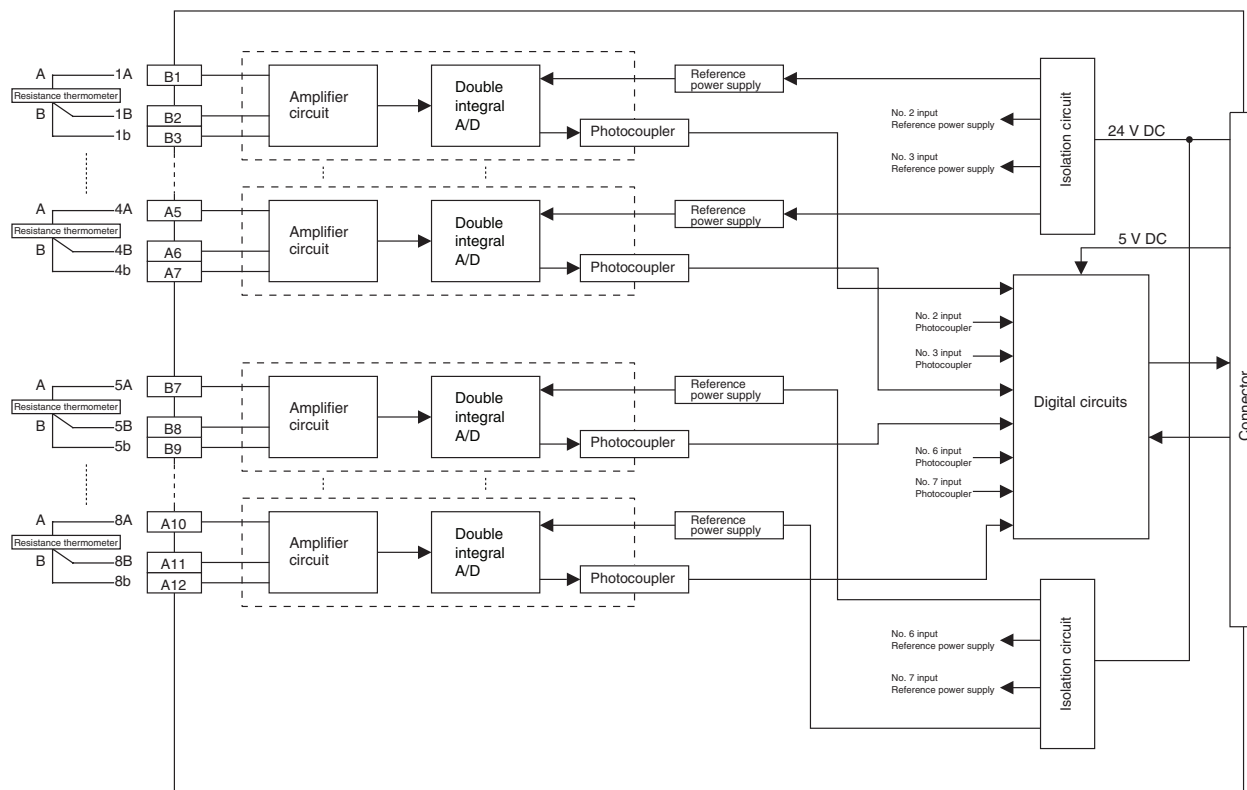 A
1A
B1
Resistance thermometer
B
1B
B2
1b
B3
Amplifier
circuit
Double
integral
A/D
Photocoupler
Reference
power supply
No. 2 input
Reference power supply
No. 3 input
Reference power supply
Isolation circuit
24 V DC
A
4A
A5
Resistance thermometer
B
4B
A6
4b
A7
Amplifier
circuit
Double
integral
A/D
Photocoupler
Reference
power supply
5 V DC
No. 2 input
Photocoupler
No. 3 input
Photocoupler
Digital circuits
Connector
A
5A
B7
Resistance thermometer
B
5B
B8
5b
B9
Amplifier
circuit
Double
integral
A/D
Photocoupler
Reference
power supply
No. 6 input
Photocoupler
No. 7 input
Photocoupler
A
8A
A10
Resistance thermometer
B
8B
A11
8b
A12
Amplifier
circuit
Double
integral
A/D
Photocoupler
Reference
power supply
No. 6 input
Reference power supply
No. 7 input
Reference power supply
Isolation circuit